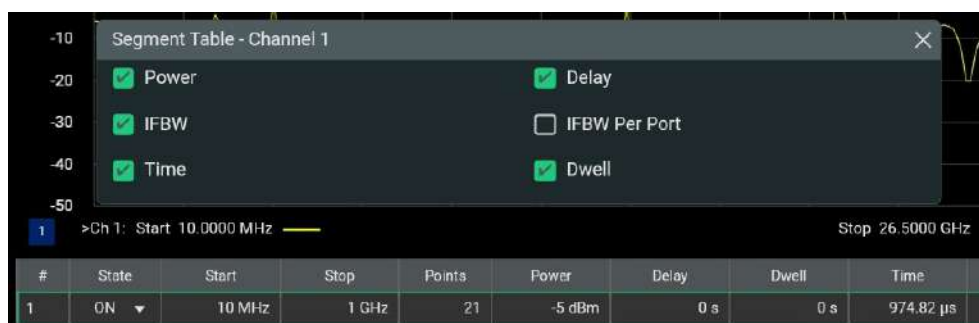 -10
Segment Table - Channel 1
-20
Power
Delay
-30
IFBW
IFBW Per Port
-40
Time
Dwell
-50
1 >Ch 1: Start 10.0000 MHz Stop 26.5000 GHz
# State Start Stop Points Power Delay Dwell Time
1 ON 10 MHz 1 GHz 21 -5 dBm 0 s 0 s 974.82 μs